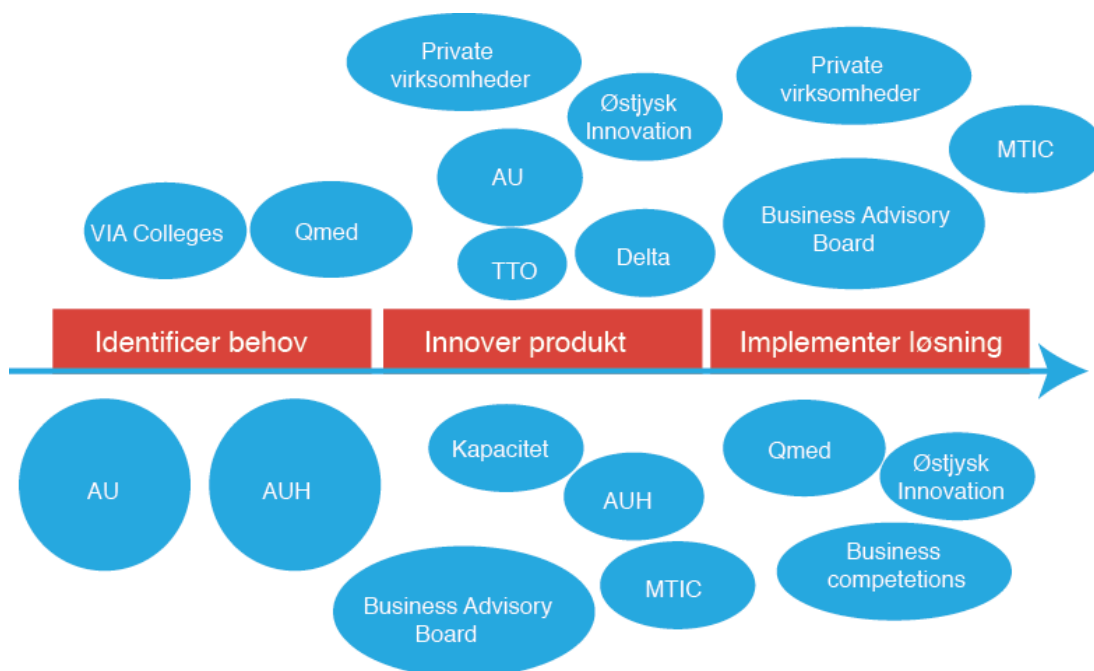 Private
virksomheder
Østjysk
Innovation
Private
virksomheder
MTIC
AU
VIA Colleges
Qmed
Business Advisory
Board
TTO
Delta
Identificer behov
Innover produkt
Implementer løsning
AU
AUH
Kapacitet
AUH
Qmed
Østjysk
Innovation
Business Advisory
Board
MTIC
Business
competetions